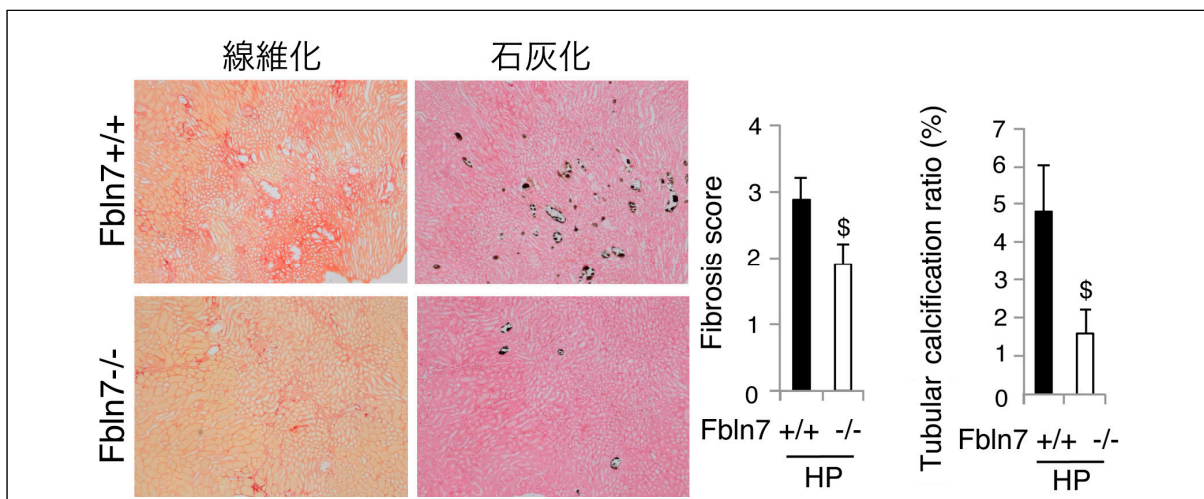 線維化 石灰化
Fbln7+/+
Fbln7-/-
Fibrosis score
4
3
2
1
0
$
Fbln7 +/+ -/-
HP
Tubular calcification ratio (%)
7
6
5
4
3
2
1
0
$
Fbln7 +/+ -/-
HP